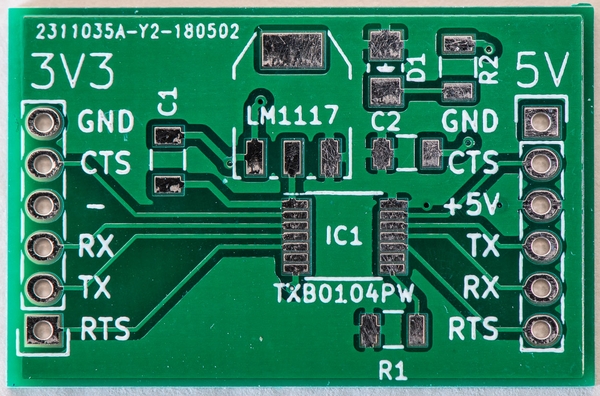 2311035A-Y2-180502
3V3
5V
D1
R2
C1
LM1117
C2
GND
GND
CTS
CTS
-
+5V
RX
IC1
TX
TX
RX
TXB0104PW
RTS
RTS
R1